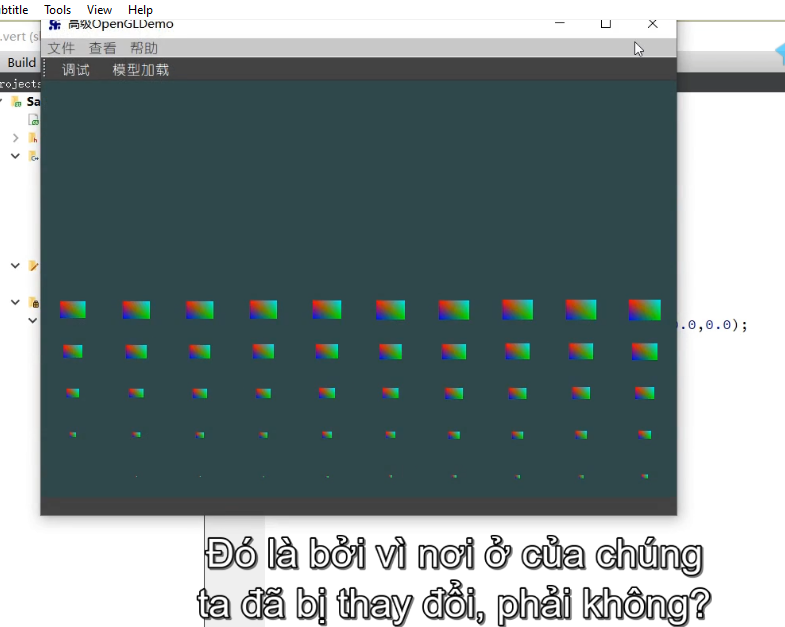 btitle Tools View Help
.vert (s
高级OpenGLDemo
文件 查看 帮助
Build
调试 模型加载
rojects
Sa
.0,0.0);
Đó là bởi vì nơi ở của chúng
ta đã bị thay đổi, phải không?